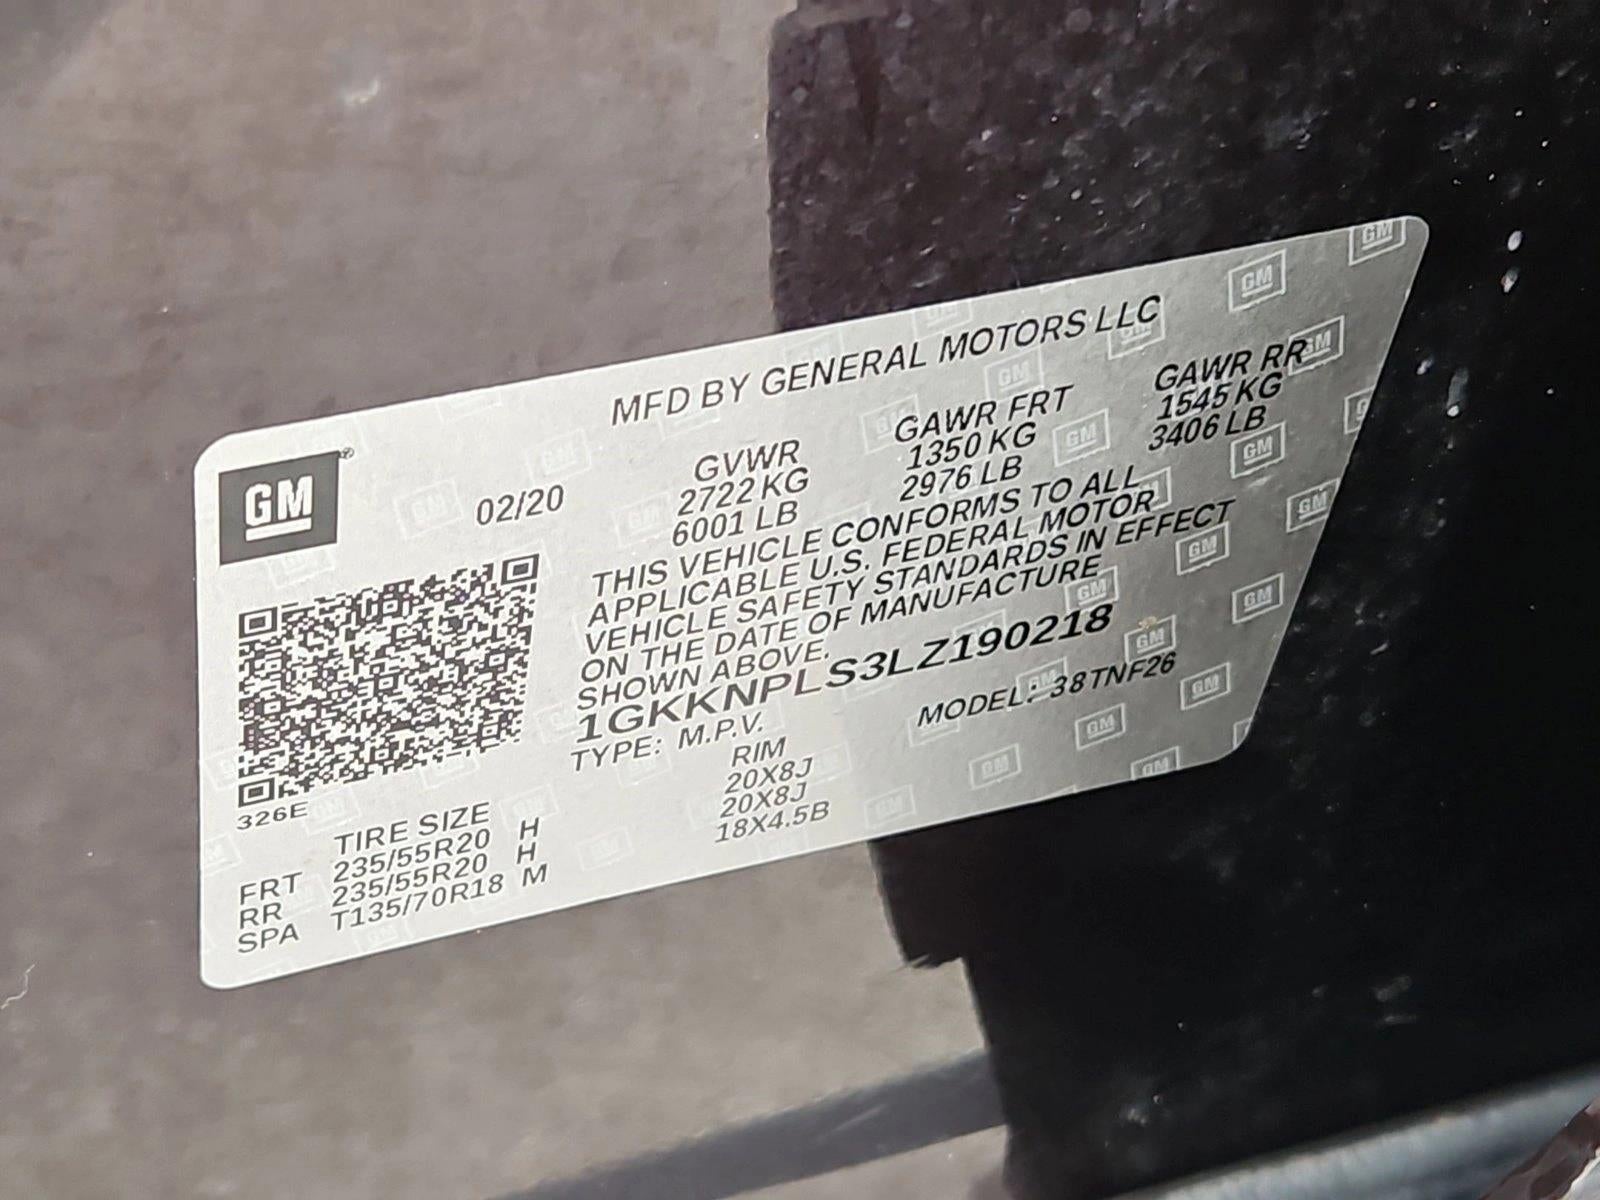 MFD BY GENERAL MOTORS LLC
GM
02/20
GVWR GAWR FRT GAWR RR
2722 KG 1350 KG 1545 KG
6001 LB 2976 LB 3406 LB
THIS VEHICLE CONFORMS TO ALL
APPLICABLE U.S. FEDERAL MOTOR
VEHICLE SAFETY STANDARDS IN EFFECT
ON THE DATE OF MANUFACTURE
SHOWN ABOVE.
1GKKNPLS3LZ190218
TYPE: M.P.V. MODEL: 38TNF26
326E
TIRE SIZE RIM
FRT 235/55R20 H 20X8J
RR 235/55R20 H 20X8J
SPA T135/70R18 M 18X4.5B